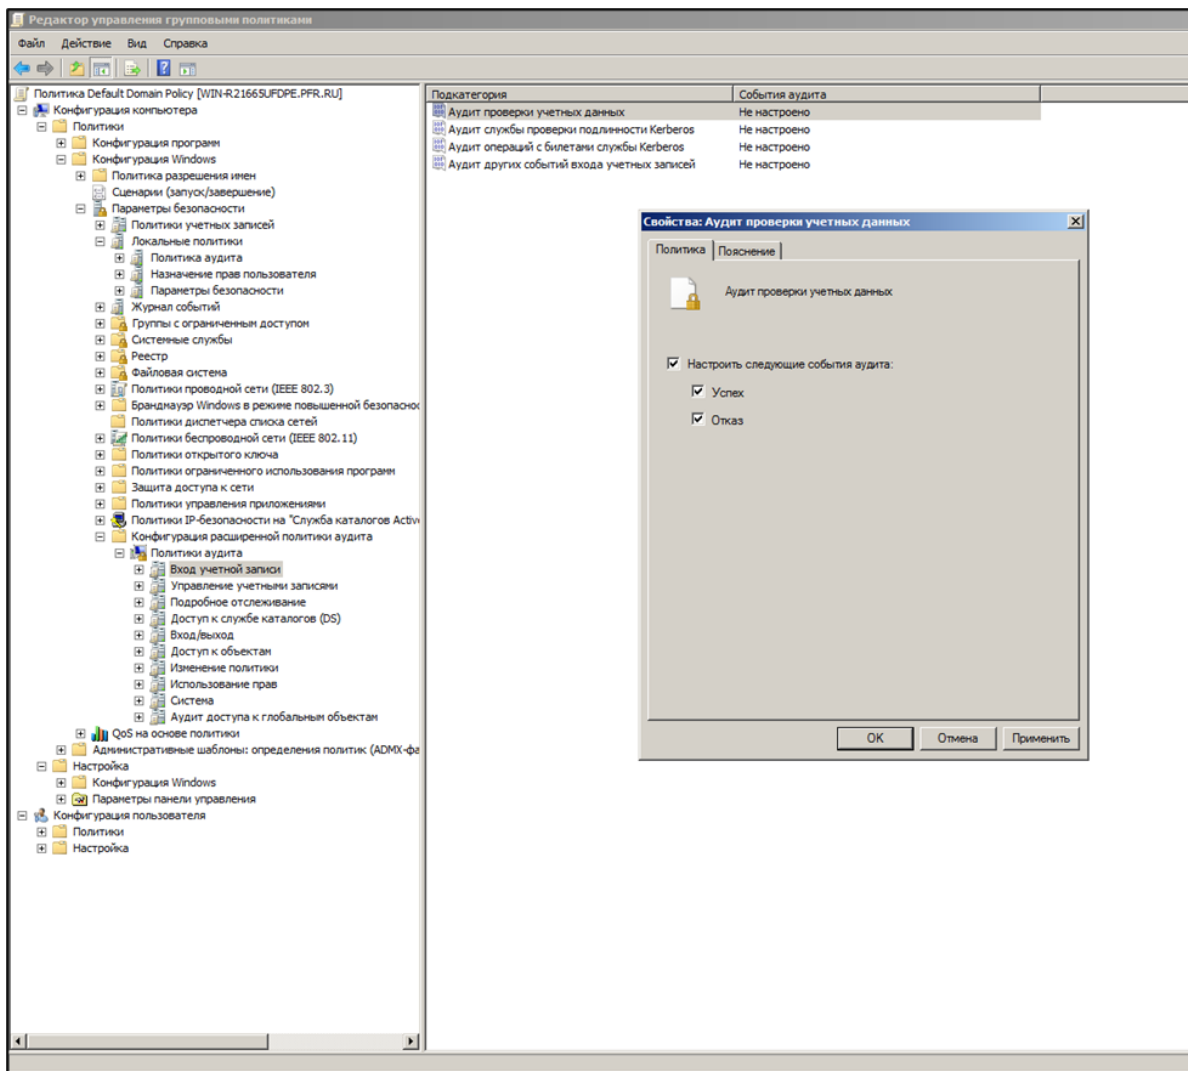 Редактор управления групповыми политиками
Файл Действие Вид Справка
Политика Default Domain Policy [WIN-R21665UFDPE.PFR.RU]
Конфигурация компьютера
Политики
Конфигурация программ
Конфигурация Windows
Политика разрешения имен
Сценарии (запуск/завершение)
Параметры безопасности
Политики учетных записей
Локальные политики
Политика аудита
Назначение прав пользователя
Параметры безопасности
Журнал событий
Группы с ограниченным доступом
Системные службы
Реестр
Файловая система
Политики проводной сети (IEEE 802.3)
Брандмауэр Windows в режиме повышенной безопаснос
Политики диспетчера списка сетей
Политики беспроводной сети (IEEE 802.11)
Политики открытого ключа
Политики ограниченного использования программ
Защита доступа к сети
Политики управления приложениями
Политики IP-безопасности на "Служба каталогов Active
Конфигурация расширенной политики аудита
Политики аудита
Вход учетной записи
Управление учетными записями
Подробное отслеживание
Доступ к службе каталогов (DS)
Вход/выход
Доступ к объектам
Изменение политики
Использование прав
Система
Аудит доступа к глобальным объектам
QoS на основе политики
Административные шаблоны: определения политик (ADMX-фа
Настройка
Конфигурация Windows
Параметры панели управления
Конфигурация пользователя
Политики
Настройка
Подкатегория События аудита
Аудит проверки учетных данных Не настроено
Аудит службы проверки подлинности Kerberos Не настроено
Аудит операций с билетами службы Kerberos Не настроено
Аудит других событий входа учетных записей Не настроено
Свойства: Аудит проверки учетных данных
Политика Пояснение
Аудит проверки учетных данных
Настроить следующие события аудита:
Успех
Отказ
OK Отмена Применить